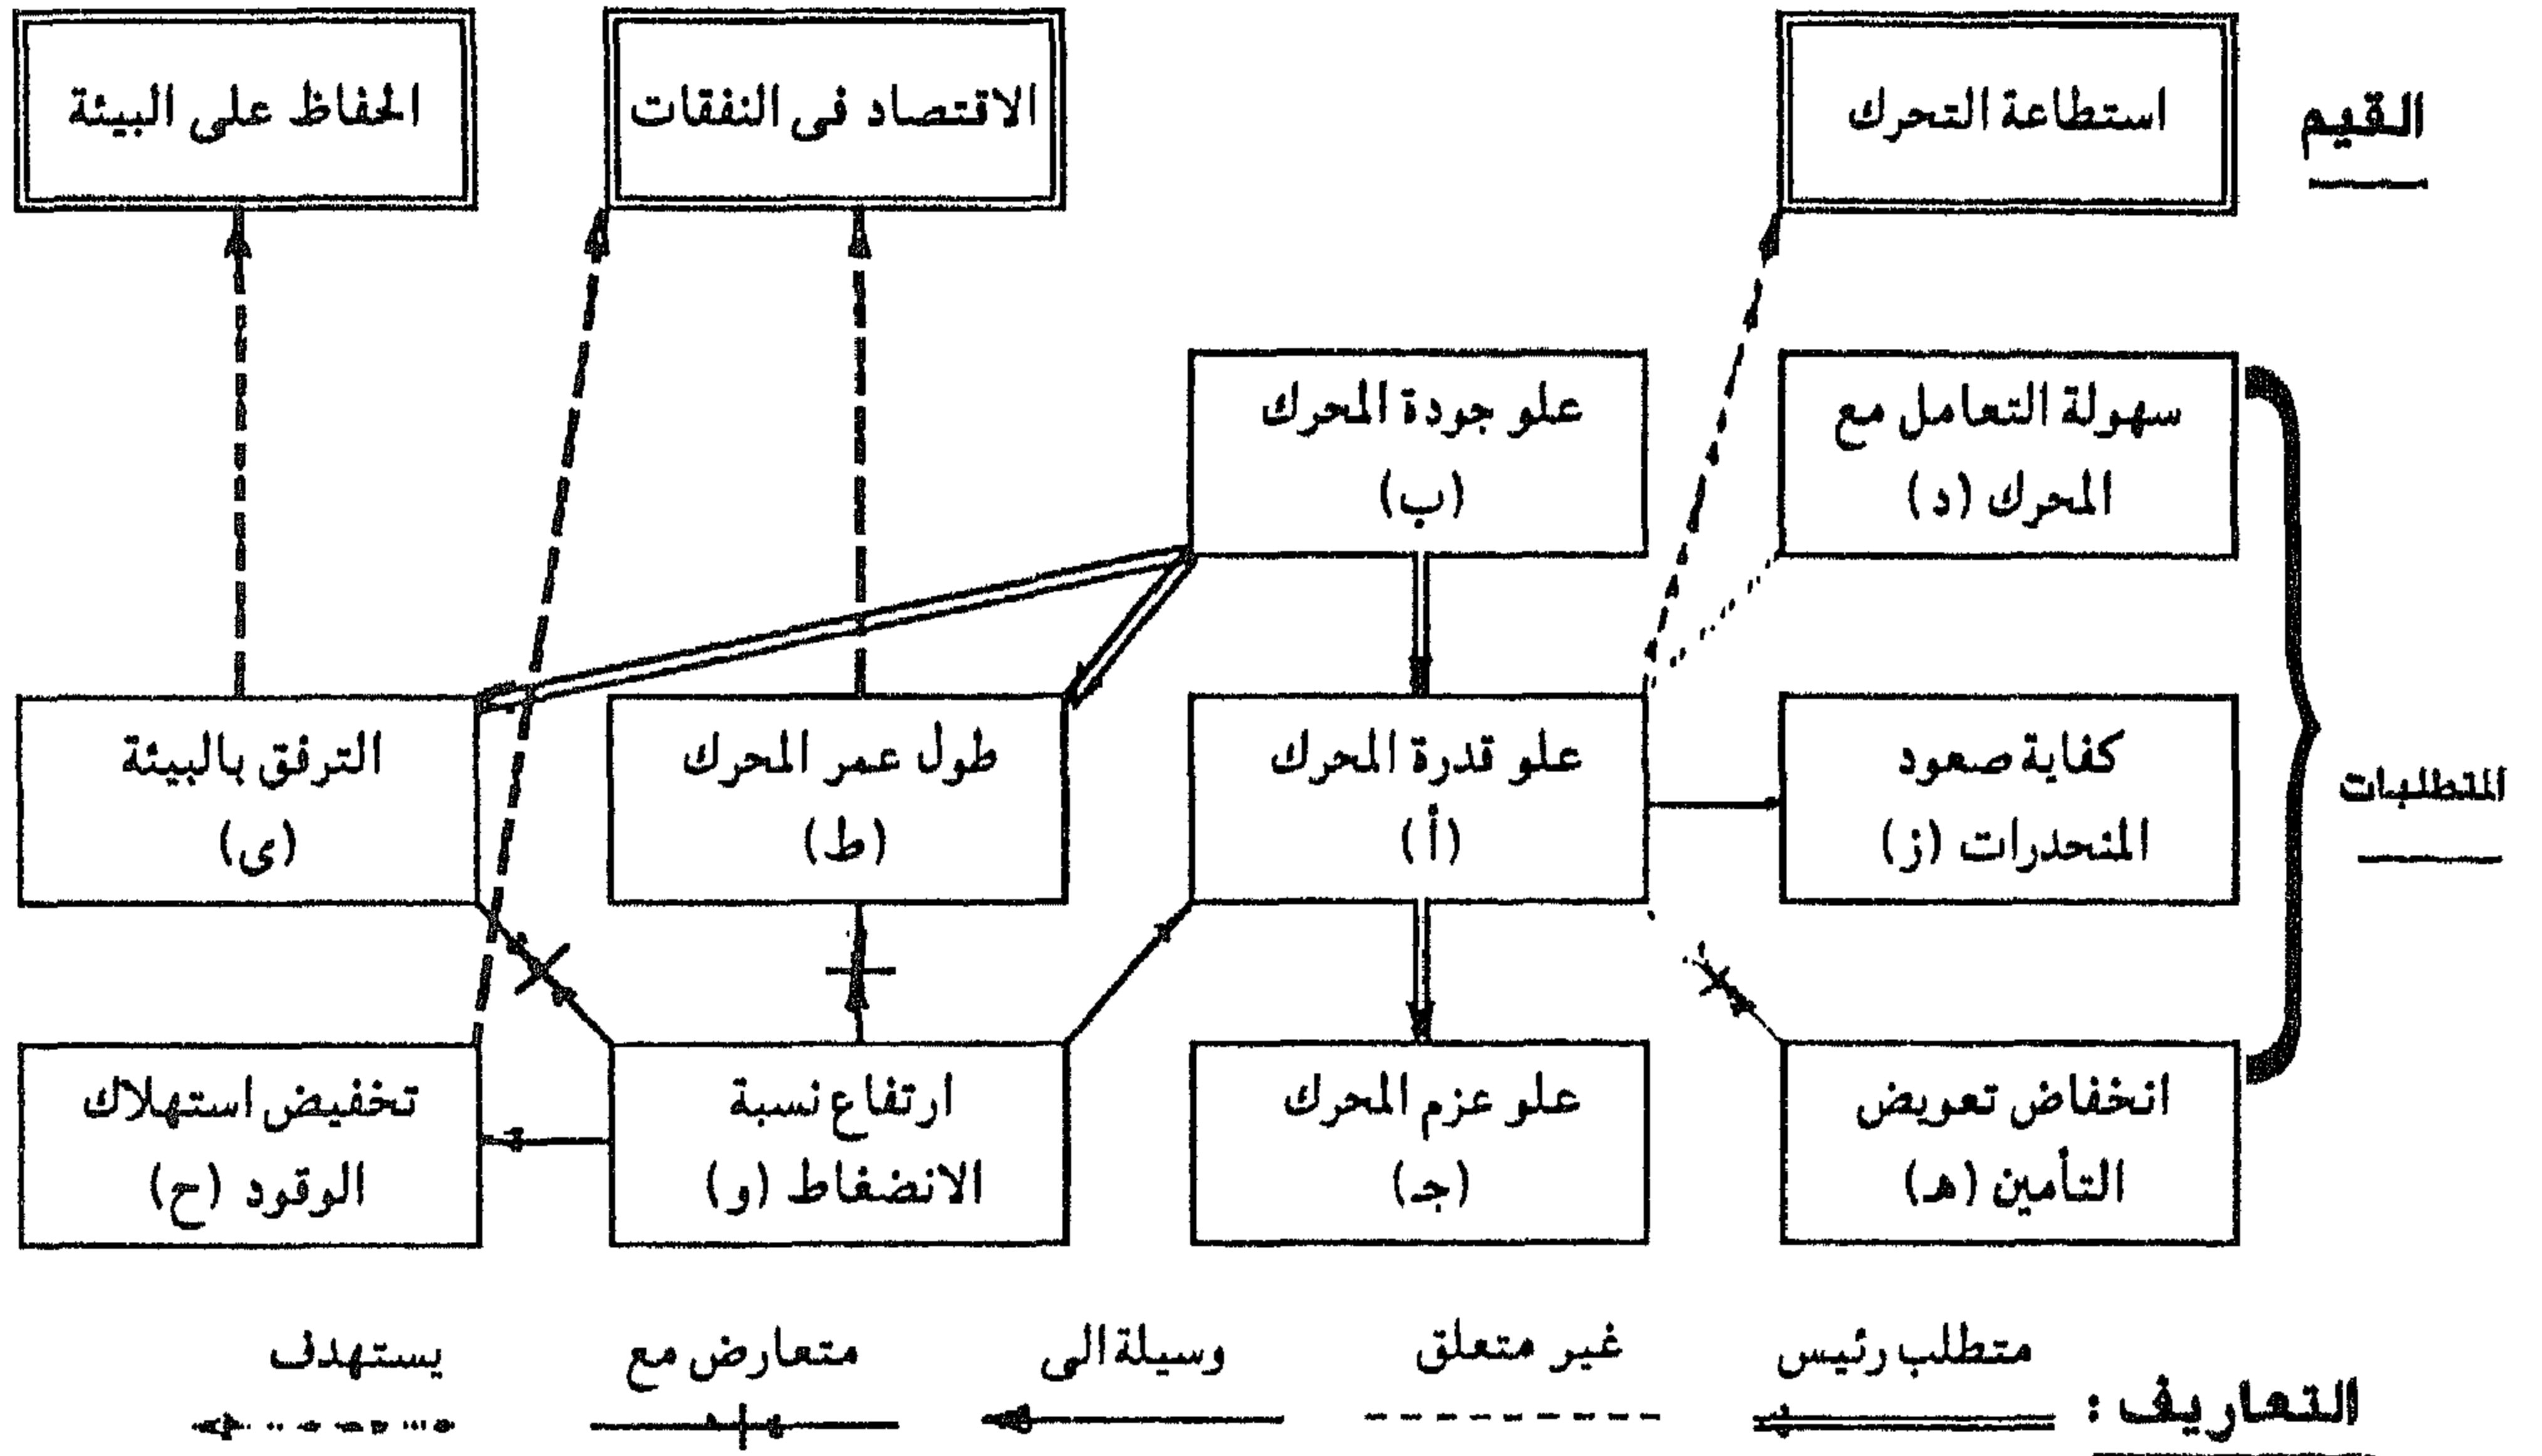 القيم
استطاعة التحرك
الاقتصاد فى النفقات
الحفاظ على البيئة
المتطلبات
سهولة التعامل مع
المحرك (د)
علو جودة المحرك
(ب)
كفاية صعود
المنحدرات (ز)
علو قدرة المحرك
(أ)
طول عمر المحرك
(ط)
الترفق بالبيئة
(ى)
انخفاض تعويض
التأمين (هـ)
علو عزم المحرك
(جـ)
ارتفاع نسبة
الانضغاط (و)
تخفيض استهلاك
الوقود (ح)
التعاريف :
متطلب رئيس
غير متعلق
وسيلة الى
متعارض مع
يستهدف